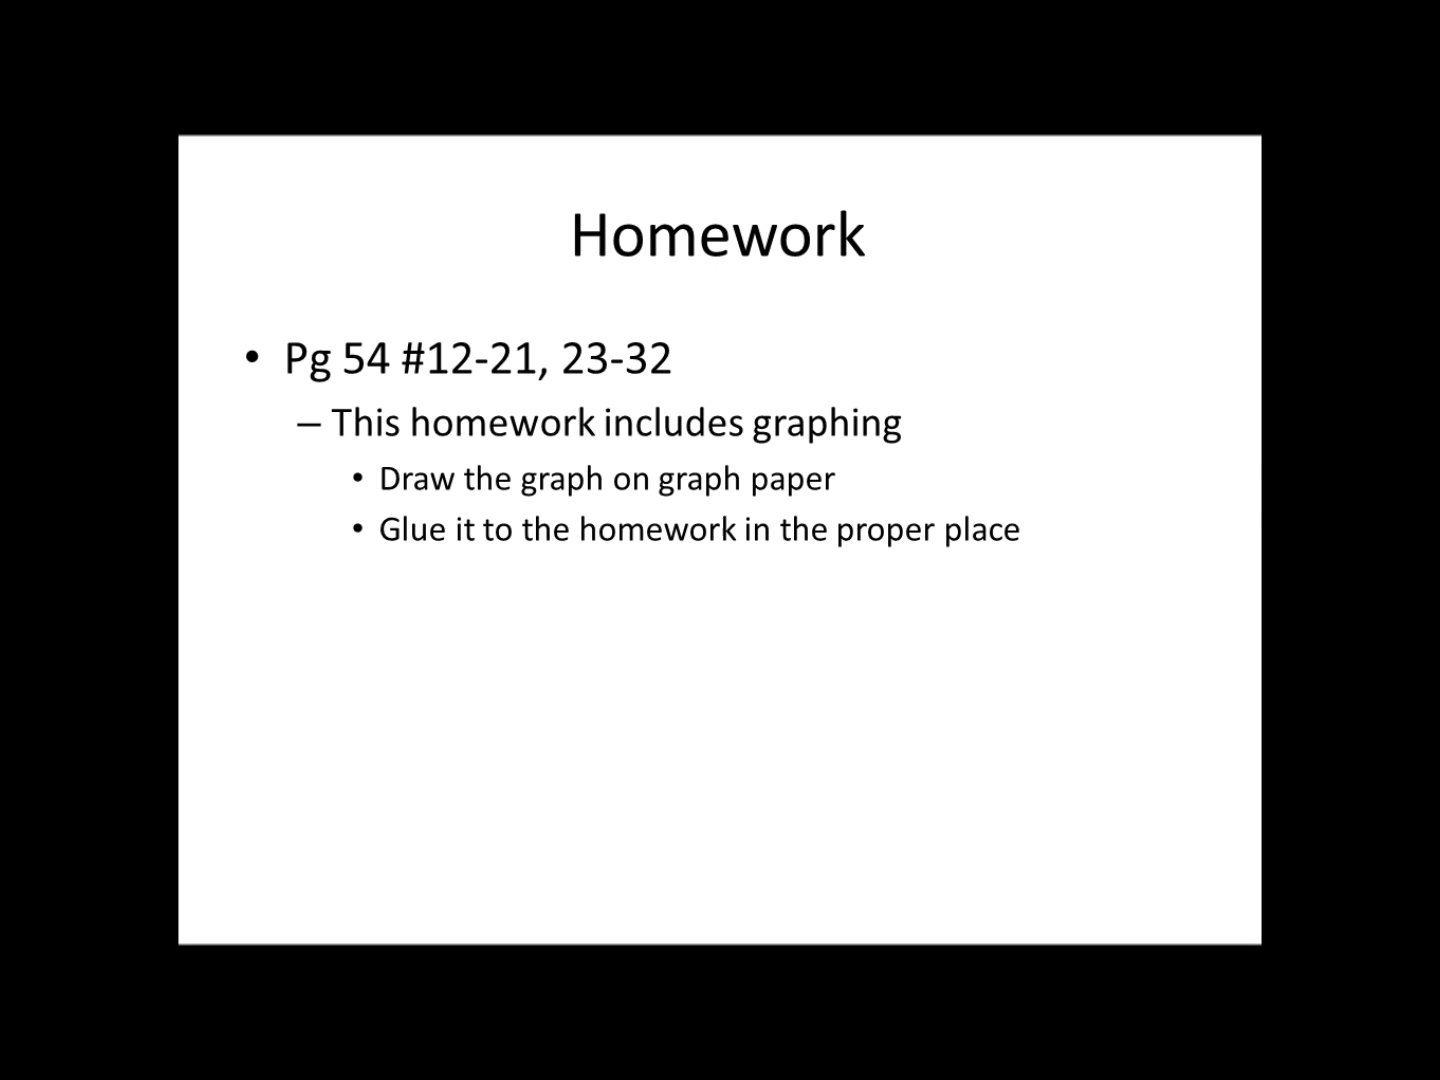 Homework
• Pg 54 #12-21, 23-32
– This homework includes graphing
• Draw the graph on graph paper
• Glue it to the homework in the proper place